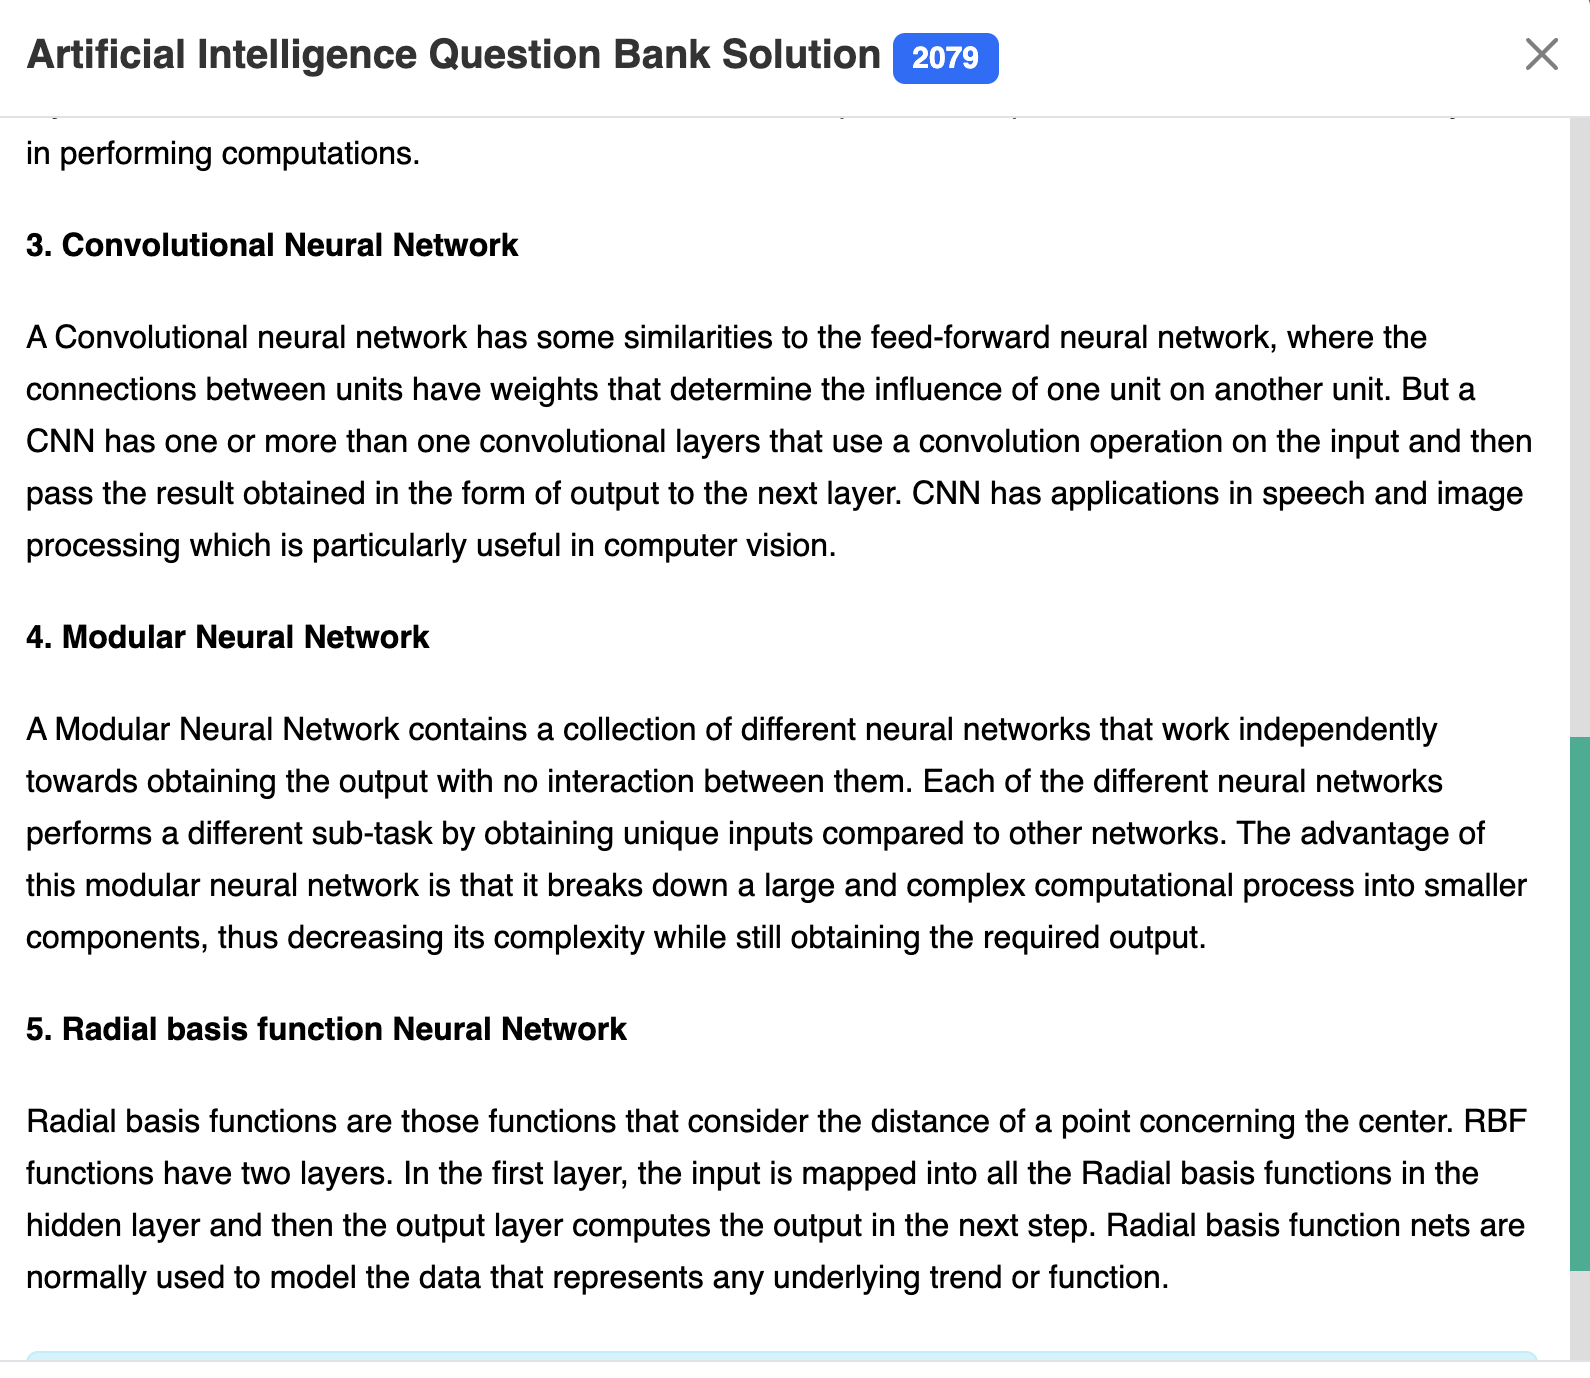 Artificial Intelligence Question Bank Solution 2079
in performing computations.
3. Convolutional Neural Network
A Convolutional neural network has some similarities to the feed-forward neural network, where the
connections between units have weights that determine the influence of one unit on another unit. But a
CNN has one or more than one convolutional layers that use a convolution operation on the input and then
pass the result obtained in the form of output to the next layer. CNN has applications in speech and image
processing which is particularly useful in computer vision.
4. Modular Neural Network
A Modular Neural Network contains a collection of different neural networks that work independently
towards obtaining the output with no interaction between them. Each of the different neural networks
performs a different sub-task by obtaining unique inputs compared to other networks. The advantage of
this modular neural network is that it breaks down a large and complex computational process into smaller
components, thus decreasing its complexity while still obtaining the required output.
5. Radial basis function Neural Network
Radial basis functions are those functions that consider the distance of a point concerning the center. RBF
functions have two layers. In the first layer, the input is mapped into all the Radial basis functions in the
hidden layer and then the output layer computes the output in the next step. Radial basis function nets are
normally used to model the data that represents any underlying trend or function.